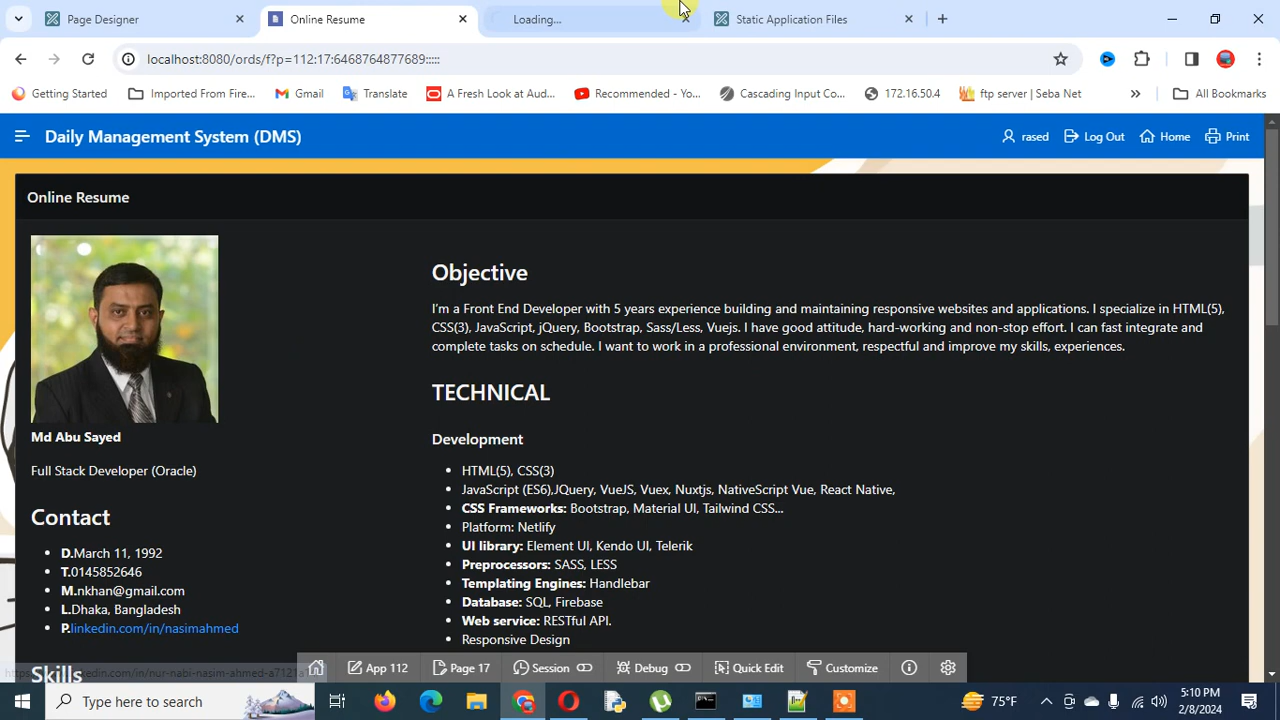 Page Designer
Online Resume
Loading...
Static Application Files
localhost:8080/ords/f?p=112:17:6468764877689:::::
Getting Started
Imported From Fire...
Gmail
Translate
A Fresh Look at Aud...
Recommended - Yo...
Cascading Input Co...
172.16.50.4
ftp server | Seba Net
»
All Bookmarks
Daily Management System (DMS)
rased
Log Out
Home
Print
Online Resume
Md Abu Sayed
Full Stack Developer (Oracle)
Contact
• D.March 11, 1992
• T.0145852646
• M.nkhan@gmail.com
• L.Dhaka, Bangladesh
• P.linkedin.com/in/nasimahmed
Skills
Objective
I'm a Front End Developer with 5 years experience building and maintaining responsive websites and applications. I specialize in HTML(5),
CSS(3), JavaScript, jQuery, Bootstrap, Sass/Less, Vuejs. I have good attitude, hard-working and non-stop effort. I can fast integrate and
complete tasks on schedule. I want to work in a professional environment, respectful and improve my skills, experiences.
TECHNICAL
Development
• HTML(5), CSS(3)
• JavaScript (ES6),JQuery, VueJS, Vuex, Nuxtjs, NativeScript Vue, React Native,
• CSS Frameworks: Bootstrap, Material UI, Tailwind CSS...
• Platform: Netlify
• UI library: Element UI, Kendo UI, Telerik
• Preprocessors: SASS, LESS
• Templating Engines: Handlebar
• Database: SQL, Firebase
• Web service: RESTful API.
• Responsive Design
App 112
Page 17
Session
Debug
Quick Edit
Customize
Type here to search
75°F
5:10 PM
2/8/2024